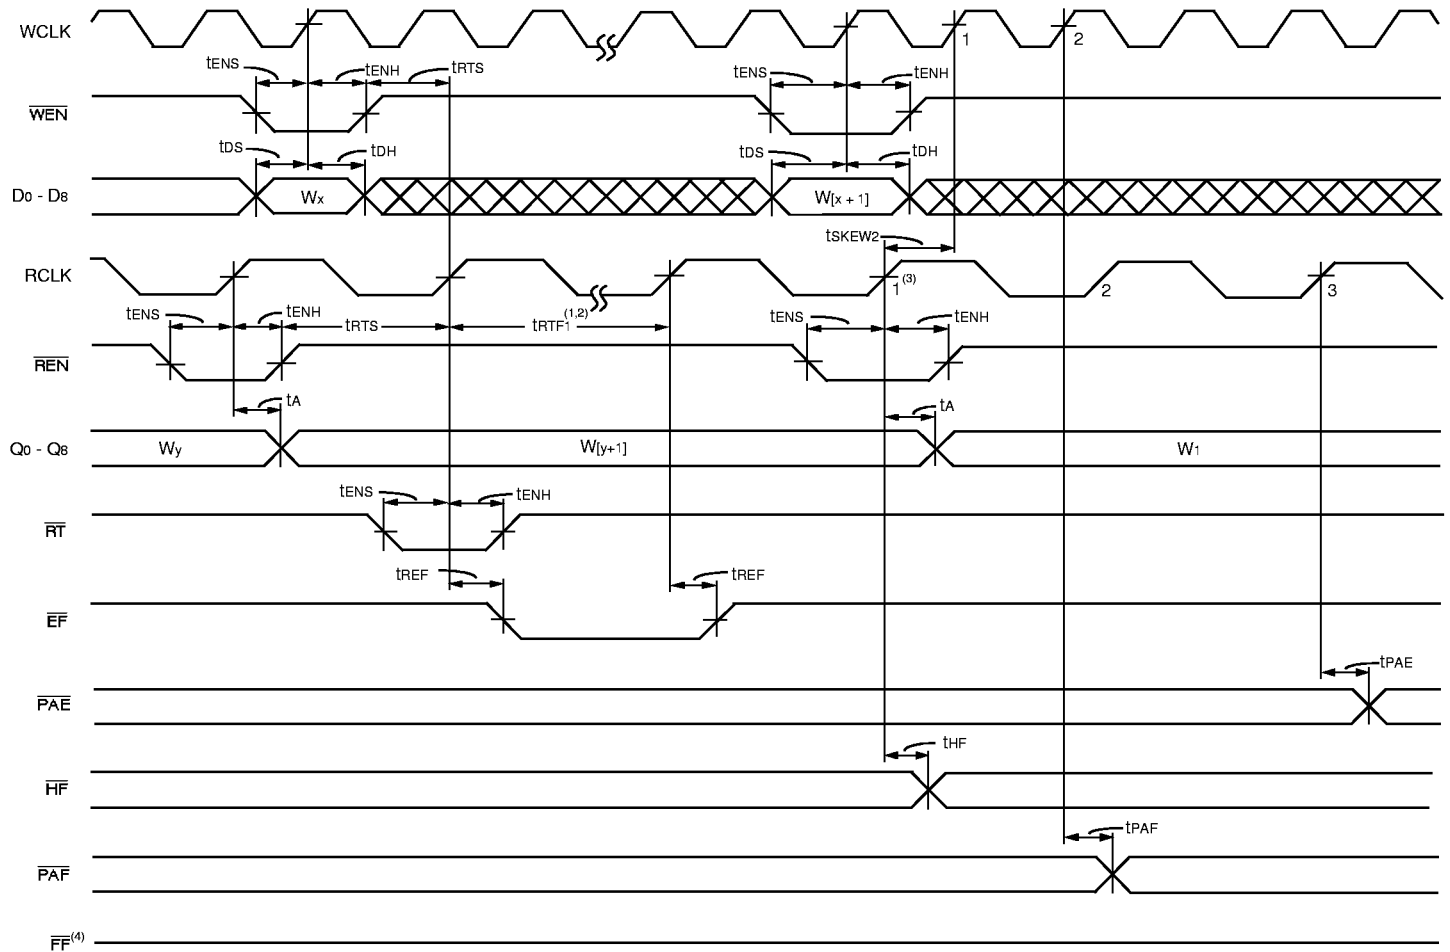 WCLK
1
2
tENS
tENH
tRTS
WEN
tENS
tENH
tDS
tDH
tDS
tDH
D0 - D8
Wx
W[x + 1]
tSKEW2
RCLK
1(3)
2
3
tENS
tENH
tRTS
tRTF1(1,2)
tENS
tENH
REN
tA
tA
Q0 - Q8
Wy
W[y+1]
W1
tENS
tENH
RT
tREF
tREF
EF
tPAE
PAE
tHF
HF
tPAF
PAF
FF(4)